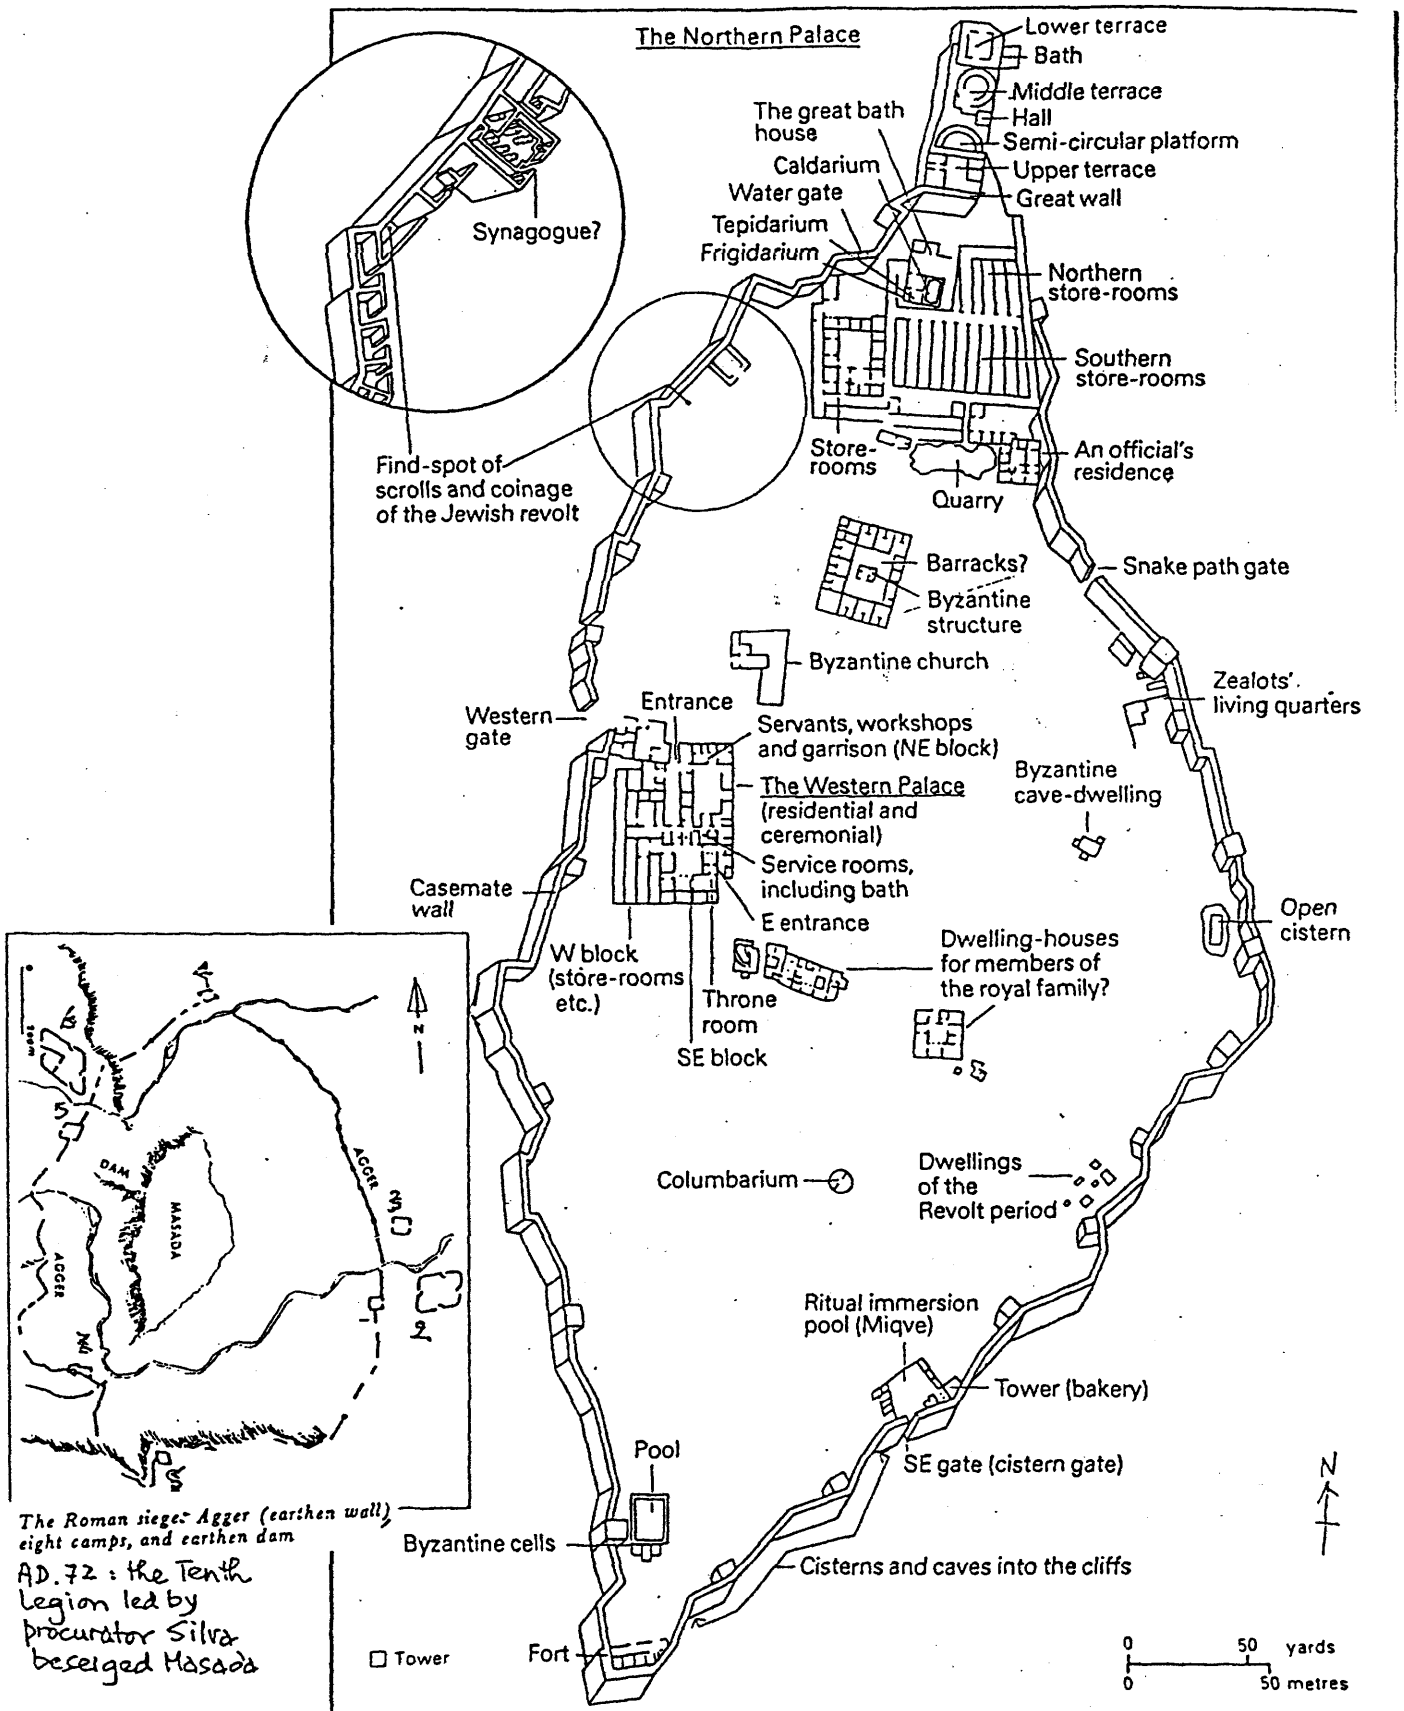 The Northern Palace
Lower terrace
Bath
Middle terrace
Hall
Semi-circular platform
Upper terrace
Great wall
The great bath
house
Caldarium
Water gate
Tepidarium
Frigidarium
Synagogue?
Northern
store-rooms
Southern
store-rooms
Find-spot of
scrolls and coinage
of the Jewish revolt
Store-
rooms
Quarry
An official's
residence
Barracks?
Byzantine
structure
Snake path gate
Byzantine church
Zealots'
living quarters
Western
gate
Entrance
Servants, workshops
and garrison (NE block)
The Western Palace
(residential and
ceremonial)
Service rooms,
including bath
E entrance
Byzantine
cave-dwelling
Casemate
wall
Open
cistern
W block
(store-rooms
etc.)
Throne
room
SE block
Dwelling-houses
for members of
the royal family?
Columbarium
Dwellings
of the
Revolt period
Ritual immersion
pool (Miqve)
Tower (bakery)
SE gate (cistern gate)
Pool
Byzantine cells
Cisterns and caves into the cliffs
Fort
Tower
N
0 50 yards
0 50 metres
N
DAM
MASADA
AGGER
AGGER
1
2
3
The Roman siege: Agger (earthen wall),
eight camps, and earthen dam
AD.72 : the Tenth
Legion led by
procurator Silva
beseiged Masada